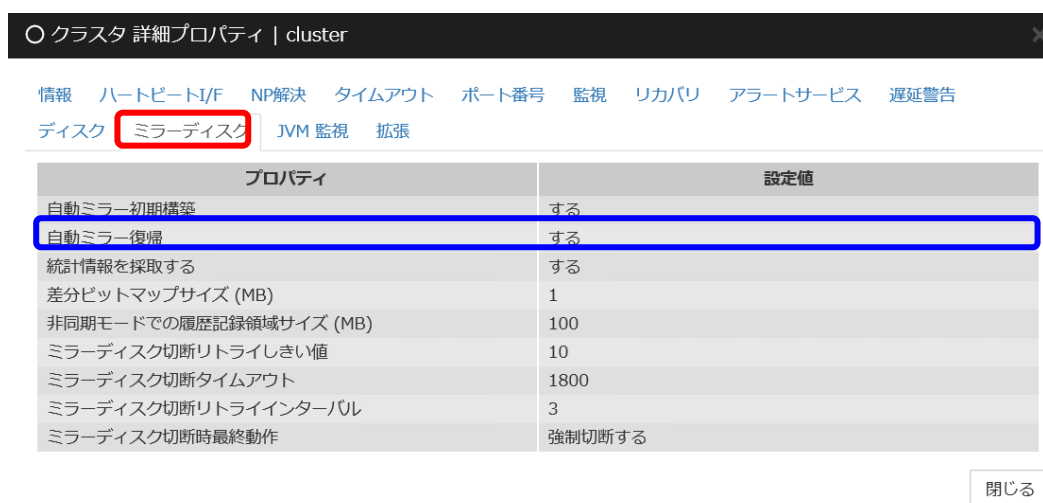 クラスタ 詳細プロパティ | cluster
情報 ハートビートI/F NP解決 タイムアウト ポート番号 監視 リカバリ アラートサービス 遅延警告
ディスク ミラーディスク JVM 監視 拡張
プロパティ 設定値
自動ミラー初期構築 する
自動ミラー復帰 する
統計情報を採取する する
差分ビットマップサイズ (MB) 1
非同期モードでの履歴記録領域サイズ (MB) 100
ミラーディスク切断リトライしきい値 10
ミラーディスク切断タイムアウト 1800
ミラーディスク切断リトライインターバル 3
ミラーディスク切断時最終動作 強制切断する
閉じる